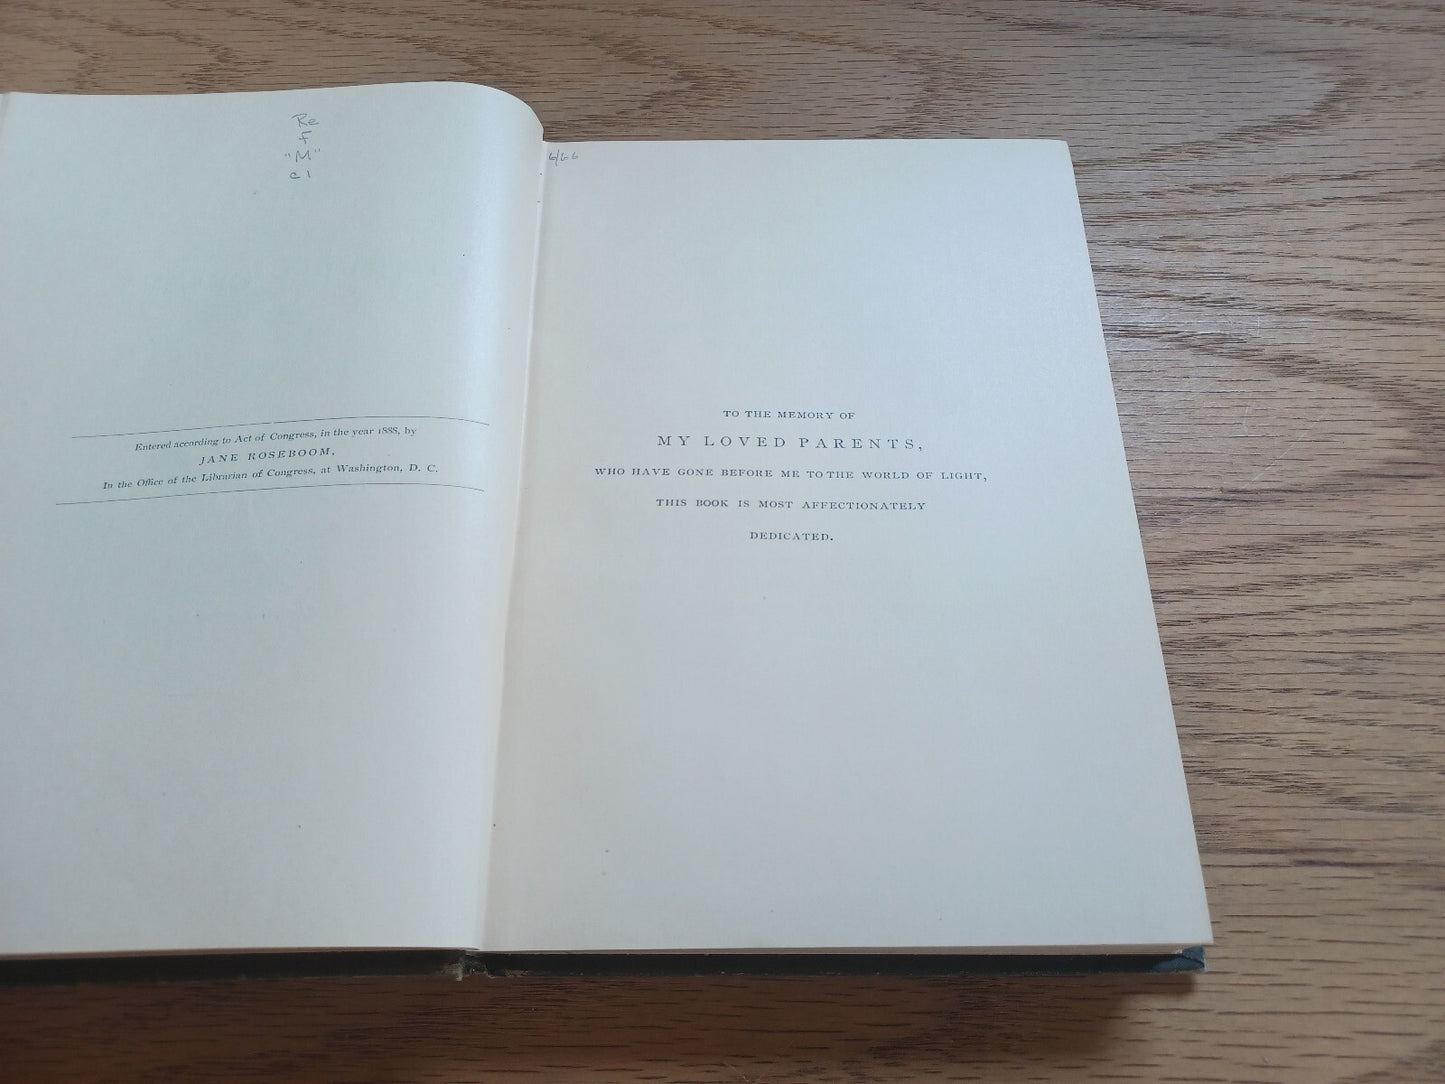 Re
f
"M"
c1
Entered according to Act of Congress, in the year 1888, by
JANE ROSEBOOM,
In the Office of the Librarian of Congress, at Washington, D. C.
6/66
TO THE MEMORY OF
MY LOVED PARENTS,
WHO HAVE GONE BEFORE ME TO THE WORLD OF LIGHT,
THIS BOOK IS MOST AFFECTIONATELY
DEDICATED.